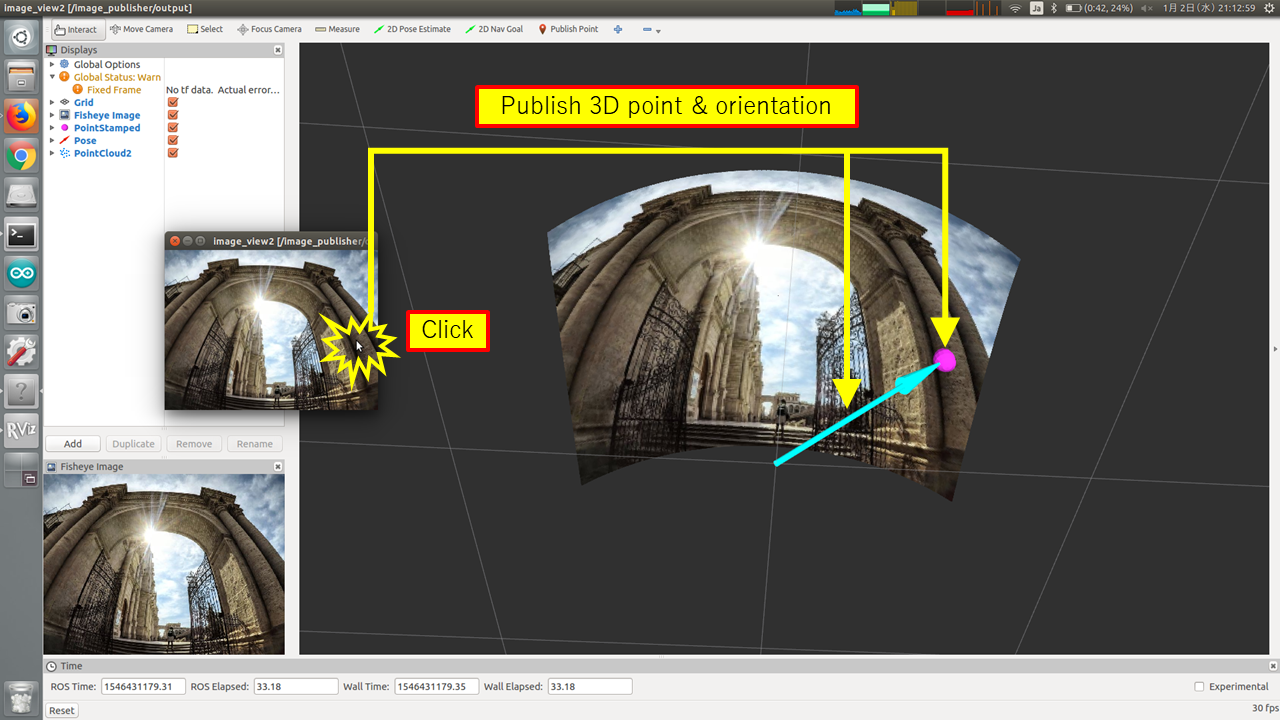 Image_view2 [/image_publisher/output]
Ja
(0:42, 24%)
1月 2日 (水) 21:12:59
Interact
Move Camera
Select
Focus Camera
Measure
2D Pose Estimate
2D Nav Goal
Publish Point
Displays
Global Options
Global Status: Warn
Fixed Frame
No tf data. Actual error...
Grid
Fisheye Image
PointStamped
Pose
PointCloud2
Publish 3D point & orientation
Image_view2 [/image_publisher/
Click
RViz
Add
Duplicate
Remove
Rename
Fisheye Image
Time
ROS Time:
1546431179.31
ROS Elapsed:
33.18
Wall Time:
1546431179.35
Wall Elapsed:
33.18
Experimental
Reset
30 fps